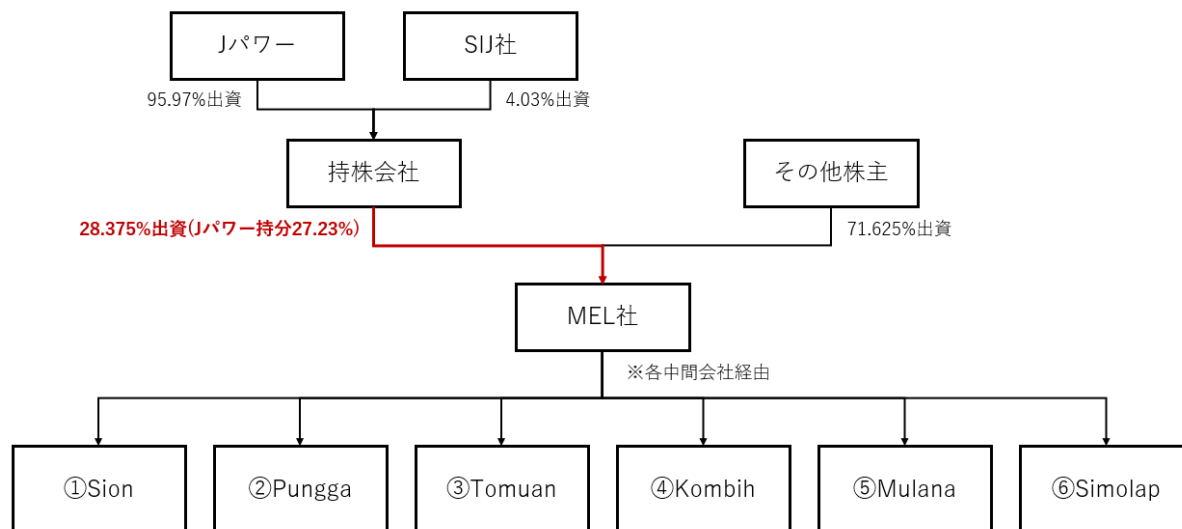 Jパワー
SIJ社
95.97%出資
4.03%出資
持株会社
その他株主
28.375%出資(Jパワー持分27.23%)
71.625%出資
MEL社
※各中間会社経由
①Sion
②Pungga
③Tomuan
④Kombih
⑤Mulana
⑥Simolap